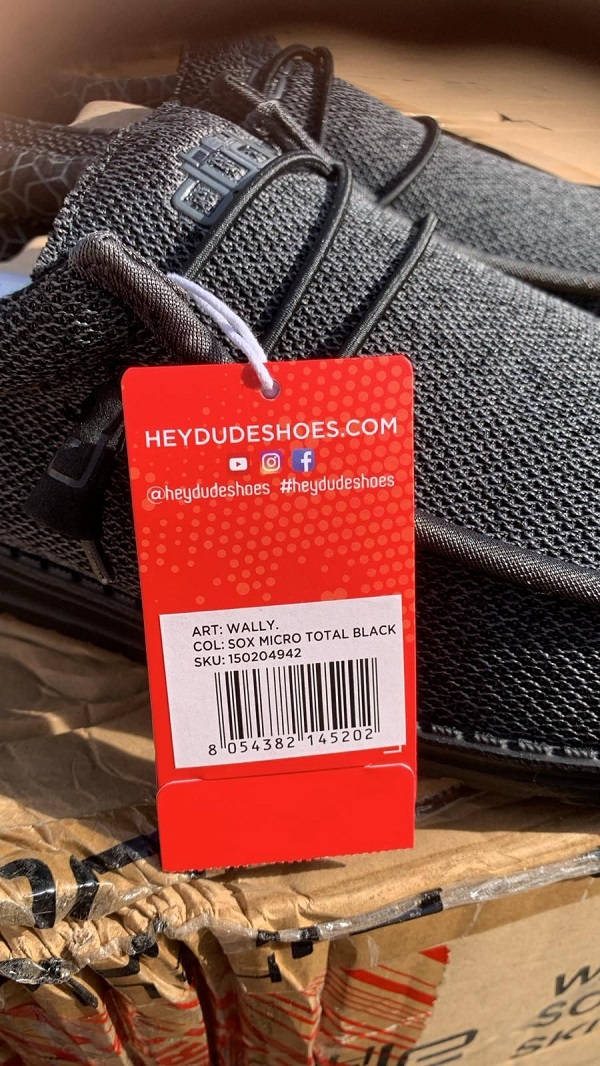 HEYDUDESHOES.COM
@heydudeshoes #heydudeshoes
ART: WALLY.
COL: SOX MICRO TOTAL BLACK
SKU: 150204942
8 054382 145202